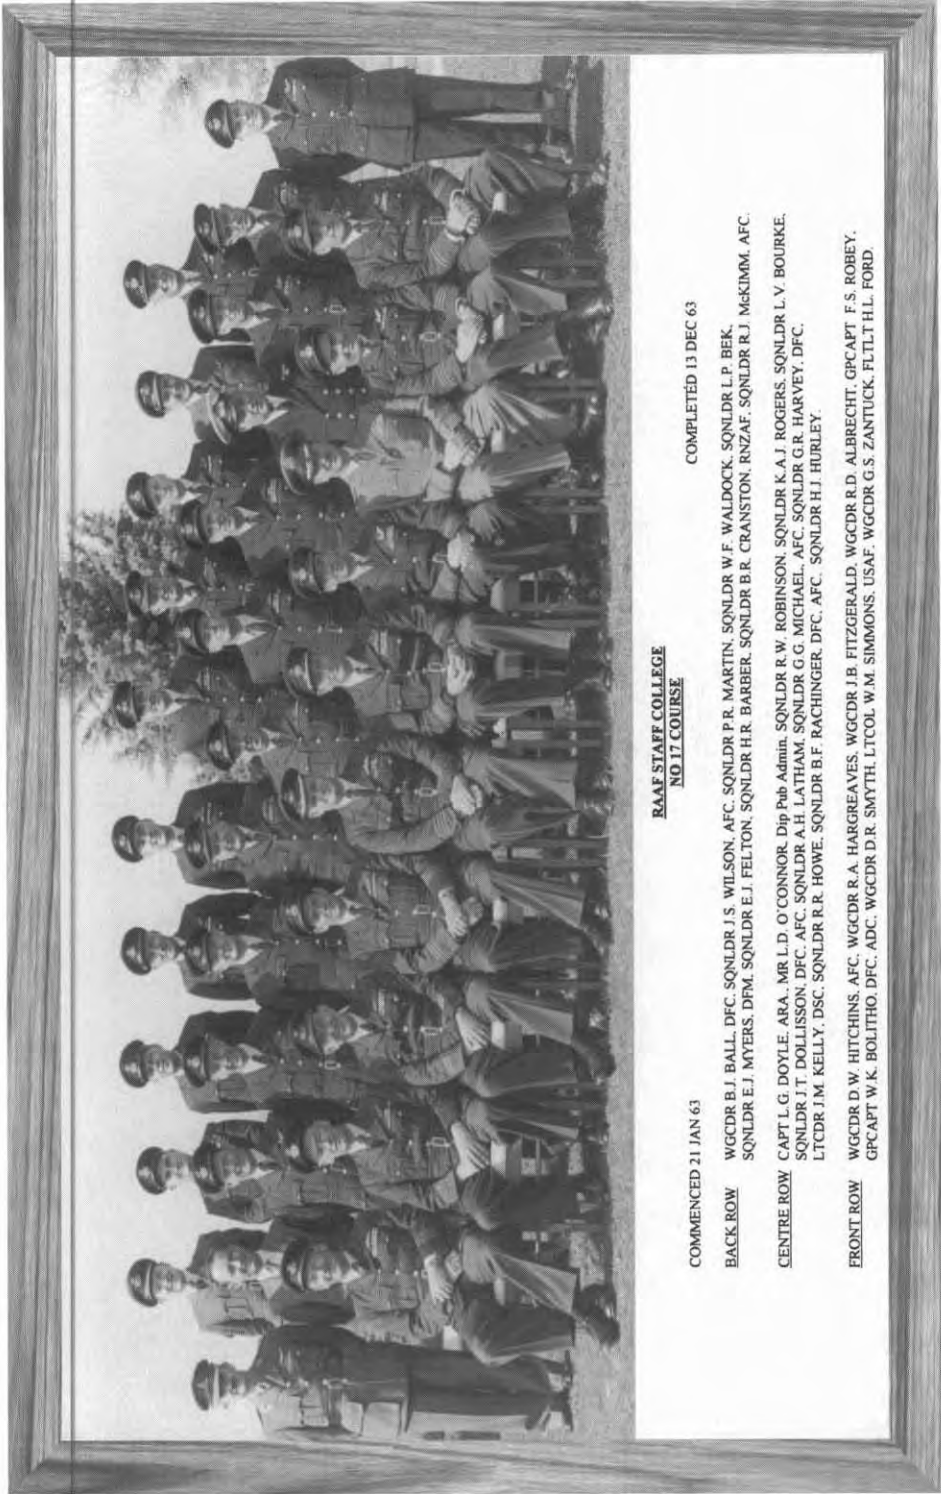 RAAF STAFF COLLEGE
NO 17 COURSE
COMMENCED 21 JAN 63 COMPLETED 13 DEC 63
BACK ROW WGCDR B.J. BALL, DFC. SQNLDR J.S. WILSON, AFC. SQNLDR P.R. MARTIN. SQNLDR W.F. WALDOCK. SQNLDR L.P. BEK.
SQNLDR E.J. MYERS. DFM. SQNLDR E.J. FELTON. SQNLDR H.R. BARBER. SQNLDR B.R. CRANSTON. RNZAF. SQNLDR R.J. McKIMM. AFC.
CENTRE ROW CAPT L.G. DOYLE. ARA.. MR L.D. O'CONNOR. Dip Pub Admin. SQNLDR R.W. ROBINSON. SQNLDR K.A.J. ROGERS. SQNLDR L.V. BOURKE.
SQNLDR J.T. DOLLISSON. DFC. AFC. SQNLDR A.H. LATHAM. SQNLDR G.G. MICHAEL. AFC. SQNLDR G.R. HARVEY. DFC.
LTCDR J.M. KELLY. DSC. SQNLDR R.R. HOWE. SQNLDR B.F. RACHINGER. DFC. AFC. SQNLDR H.J. HURLEY.
FRONT ROW WGCDR D.W. HITCHINS. AFC. WGCDR R.A. HARGREAVES. WGCDR J.B. FITZGERALD. WGCDR R.D. ALBRECHT. GPCAPT F.S. ROBEY.
GPCAPT W.K. BOLITHO. DFC. ADC. WGCDR D.R. SMYTH. LTCOL W.M. SIMMONS. USAF. WGCDR G.S. ZANTUCK. FLTLT H.L. FORD.